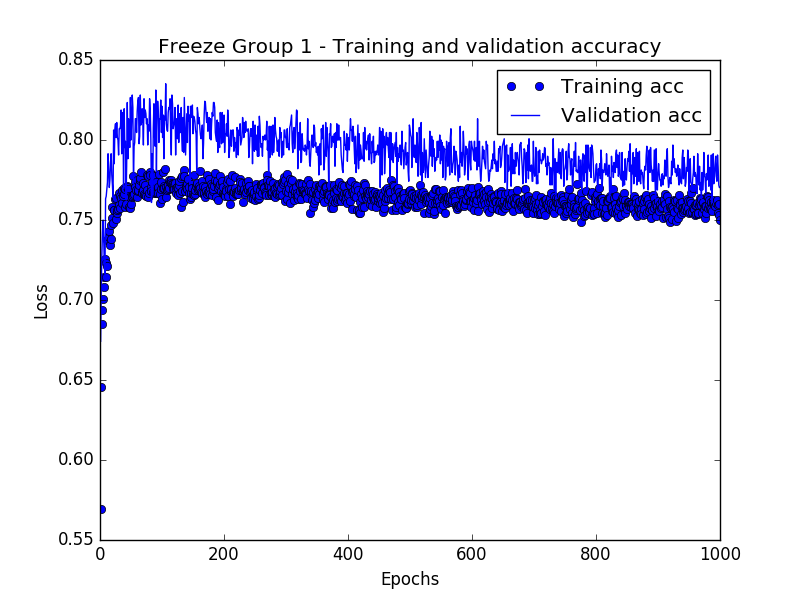 Freeze Group 1 - Training and validation accuracy
0.85
Training acc
Validation acc
0.80
0.75
0.70
Loss
0.65
0.60
0.55
0 200 400 600 800 1000
Epochs